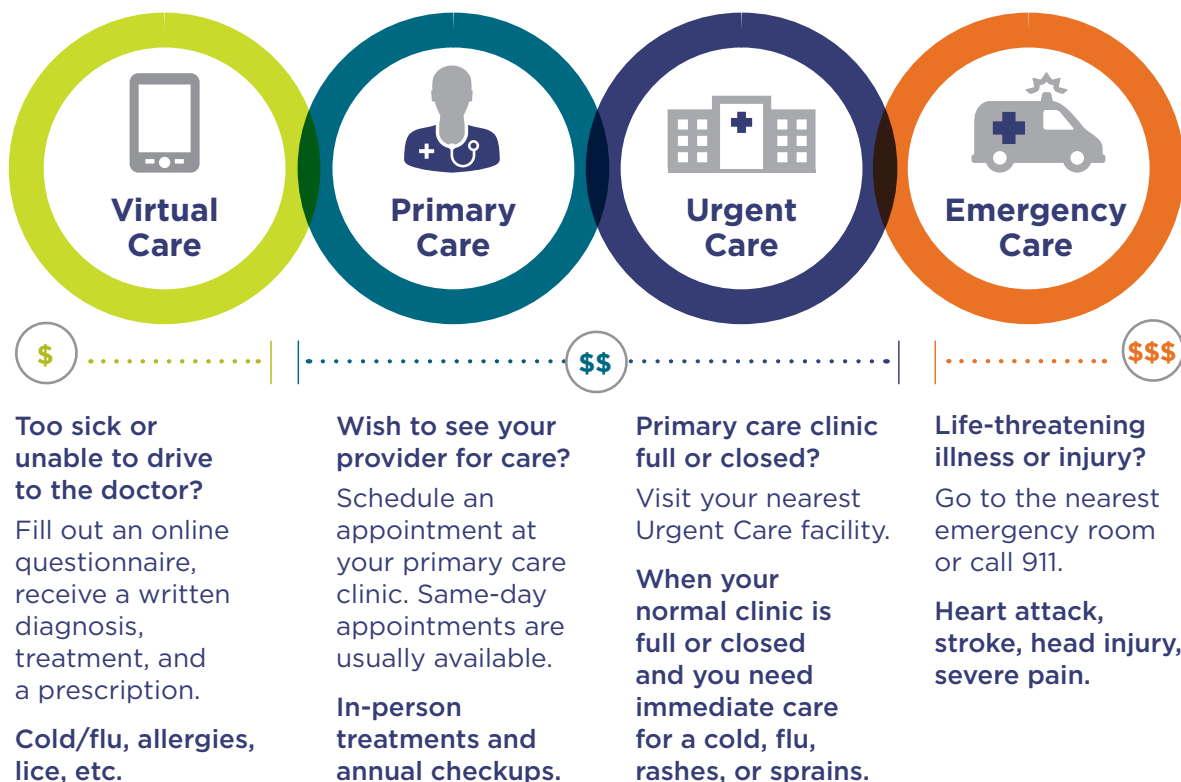 Virtual
Care
Primary
Care
Urgent
Care
Emergency
Care
$
$$
$$$
Too sick or
unable to drive
to the doctor?
Fill out an online
questionnaire,
receive a written
diagnosis,
treatment, and
a prescription.
Cold/flu, allergies,
lice, etc.
Wish to see your
provider for care?
Schedule an
appointment at
your primary care
clinic. Same-day
appointments are
usually available.
In-person
treatments and
annual checkups.
Primary care clinic
full or closed?
Visit your nearest
Urgent Care facility.
When your
normal clinic is
full or closed
and you need
immediate care
for a cold, flu,
rashes, or sprains.
Life-threatening
illness or injury?
Go to the nearest
emergency room
or call 911.
Heart attack,
stroke, head injury,
severe pain.